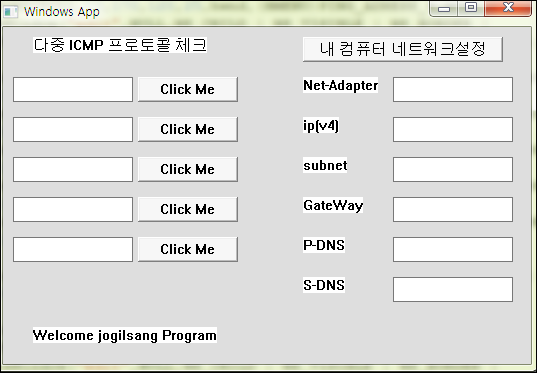 Windows App
다중 ICMP 프로토콜 체크
Click Me
Click Me
Click Me
Click Me
Click Me
Welcome jogilsang Program
내 컴퓨터 네트워크설정
Net-Adapter
ip(v4)
subnet
GateWay
P-DNS
S-DNS